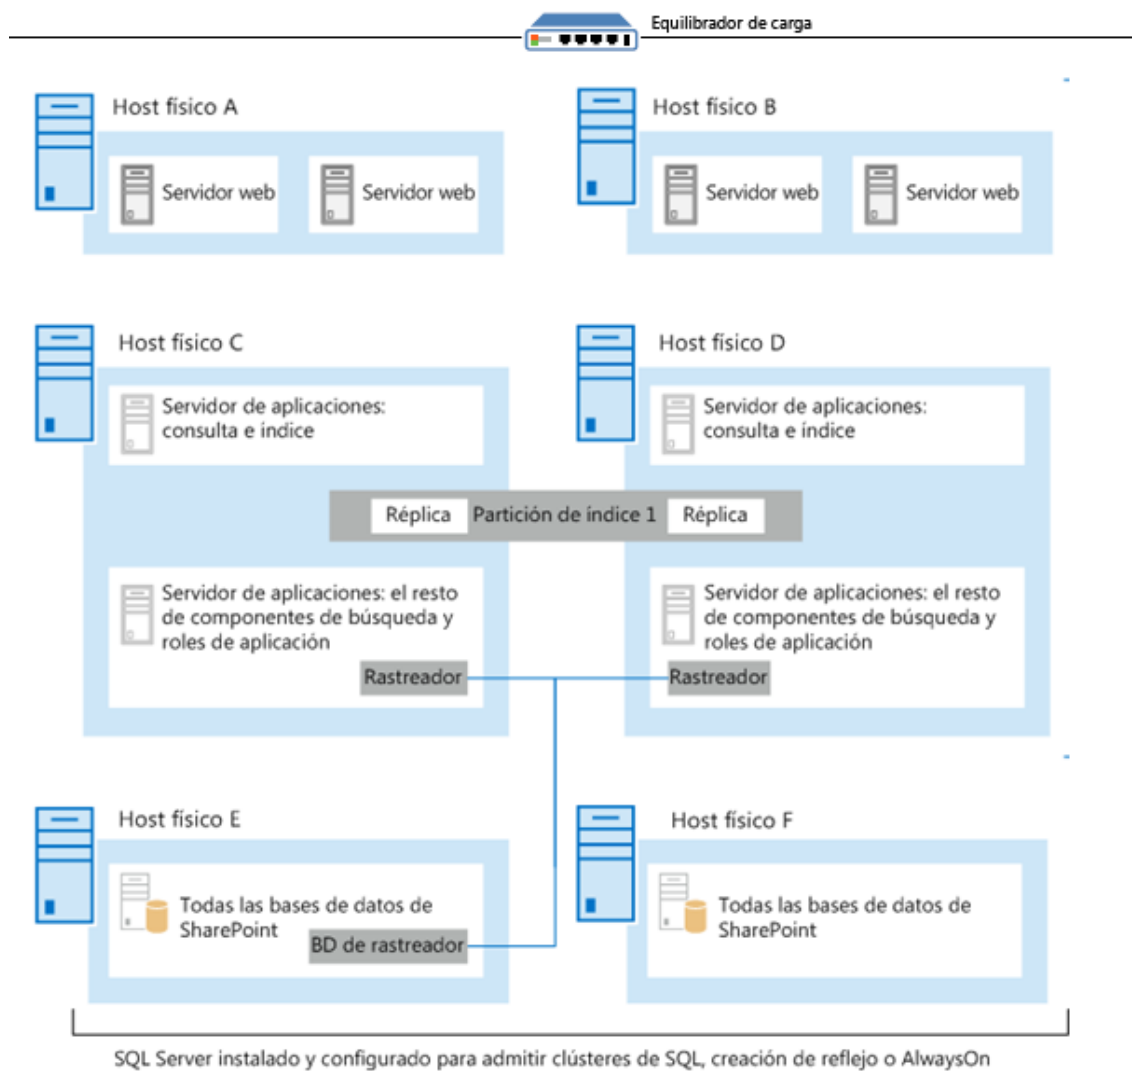 Equilibrador de carga
Host físico A
Host físico B
Servidor web
Servidor web
Servidor web
Servidor web
Host físico C
Host físico D
Servidor de aplicaciones:
consulta e índice
Servidor de aplicaciones:
consulta e índice
Réplica
Partición de índice 1
Réplica
Servidor de aplicaciones: el resto
de componentes de búsqueda y
roles de aplicación
Rastreador
Servidor de aplicaciones: el resto
de componentes de búsqueda y
roles de aplicación
Rastreador
Host físico E
Host físico F
Todas las bases de datos de
SharePoint
BD de rastreador
Todas las bases de datos de
SharePoint
SQL Server instalado y configurado para admitir clústeres de SQL, creación de reflejo o AlwaysOn